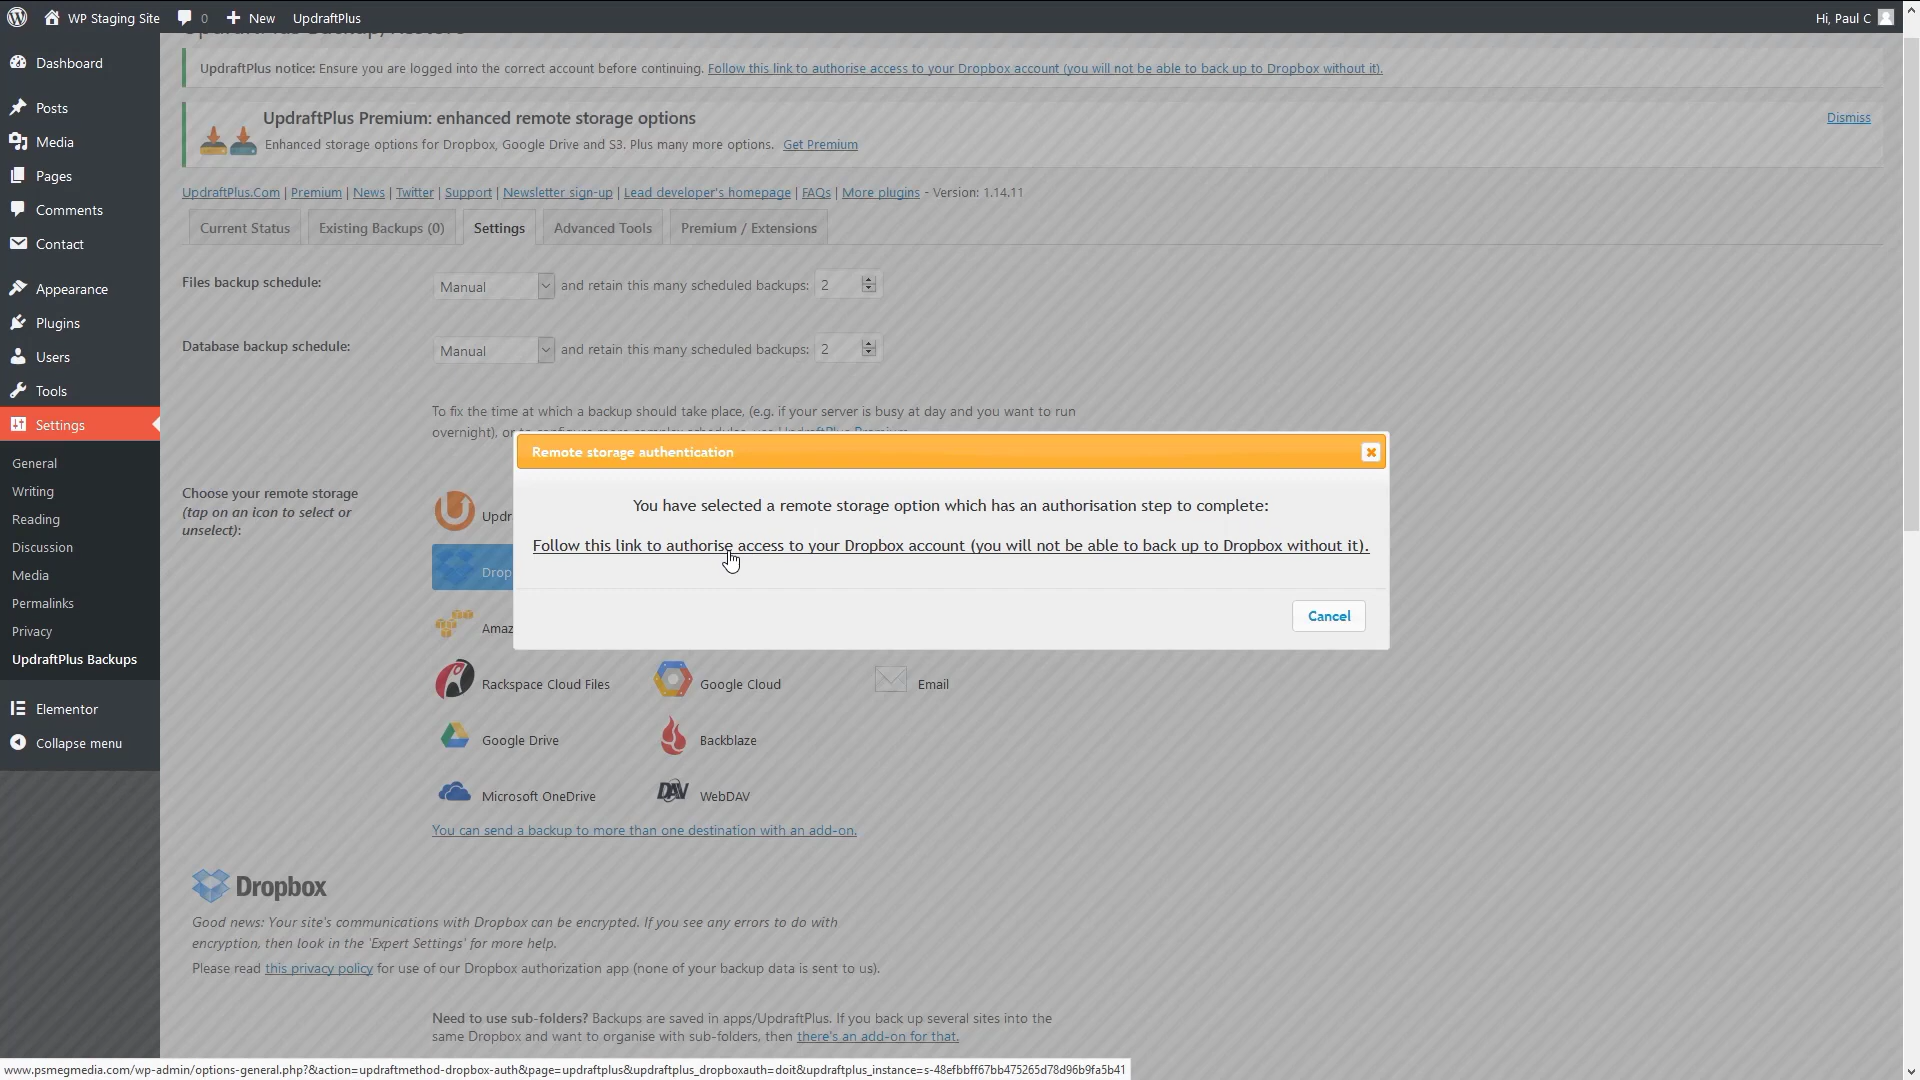 WP Staging Site
0
New
UpdraftPlus
Hi, Paul C
Dashboard
Posts
Media
Pages
Comments
Contact
Appearance
Plugins
Users
Tools
Settings
General
Writing
Reading
Discussion
Media
Permalinks
Privacy
UpdraftPlus Backups
Elementor
Collapse menu
UpdraftPlus Backup/Restore
UpdraftPlus notice: Ensure you are logged into the correct account before continuing. Follow this link to authorise access to your Dropbox account (you will not be able to back up to Dropbox without it).
UpdraftPlus Premium: enhanced remote storage options
Dismiss
Enhanced storage options for Dropbox, Google Drive and S3. Plus many more options. Get Premium
UpdraftPlus.Com | Premium | News | Twitter | Support | Newsletter sign-up | Lead developer's homepage | FAQs | More plugins - Version: 1.14.11
Current Status
Existing Backups (0)
Settings
Advanced Tools
Premium / Extensions
Files backup schedule:
Manual
and retain this many scheduled backups:
2
Database backup schedule:
Manual
and retain this many scheduled backups:
2
To fix the time at which a backup should take place, (e.g. if your server is busy at day and you want to run
overnight), or to configure more complex schedules, use UpdraftPlus Premium
Remote storage authentication
You have selected a remote storage option which has an authorisation step to complete:
Follow this link to authorise access to your Dropbox account (you will not be able to back up to Dropbox without it).
Cancel
Choose your remote storage
(tap on an icon to select or
unselect):
Updr
Drop
Amaz
Rackspace Cloud Files
Google Cloud
Email
Google Drive
Backblaze
Microsoft OneDrive
DAV
WebDAV
You can send a backup to more than one destination with an add-on.
Dropbox
Good news: Your site's communications with Dropbox can be encrypted. If you see any errors to do with
encryption, then look in the 'Expert Settings' for more help.
Please read this privacy policy for use of our Dropbox authorization app (none of your backup data is sent to us).
Need to use sub-folders? Backups are saved in apps/UpdraftPlus. If you back up several sites into the
same Dropbox and want to organise with sub-folders, then there's an add-on for that.
www.psmegmedia.com/wp-admin/options-general.php?&action=updraftmethod-dropbox-auth&page=updraftplus&updraftplus_dropboxauth=doit&updraftplus_instance=s-48efbbff67bb475265d78d96b9fa5b41